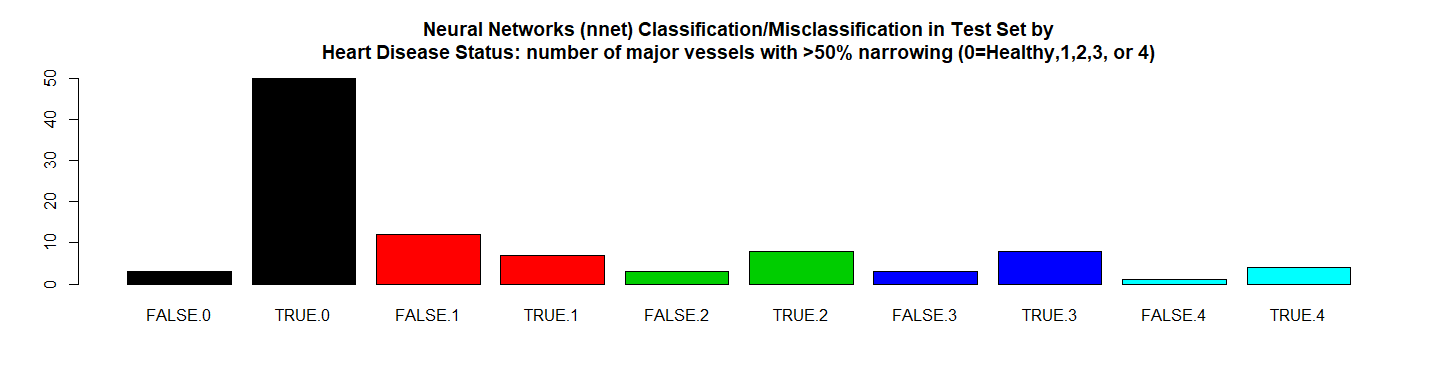 Neural Networks (nnet) Classification/Misclassification in Test Set by
Heart Disease Status: number of major vessels with >50% narrowing (0=Healthy,1,2,3, or 4)
50
40
30
20
10
0
FALSE.0 TRUE.0 FALSE.1 TRUE.1 FALSE.2 TRUE.2 FALSE.3 TRUE.3 FALSE.4 TRUE.4